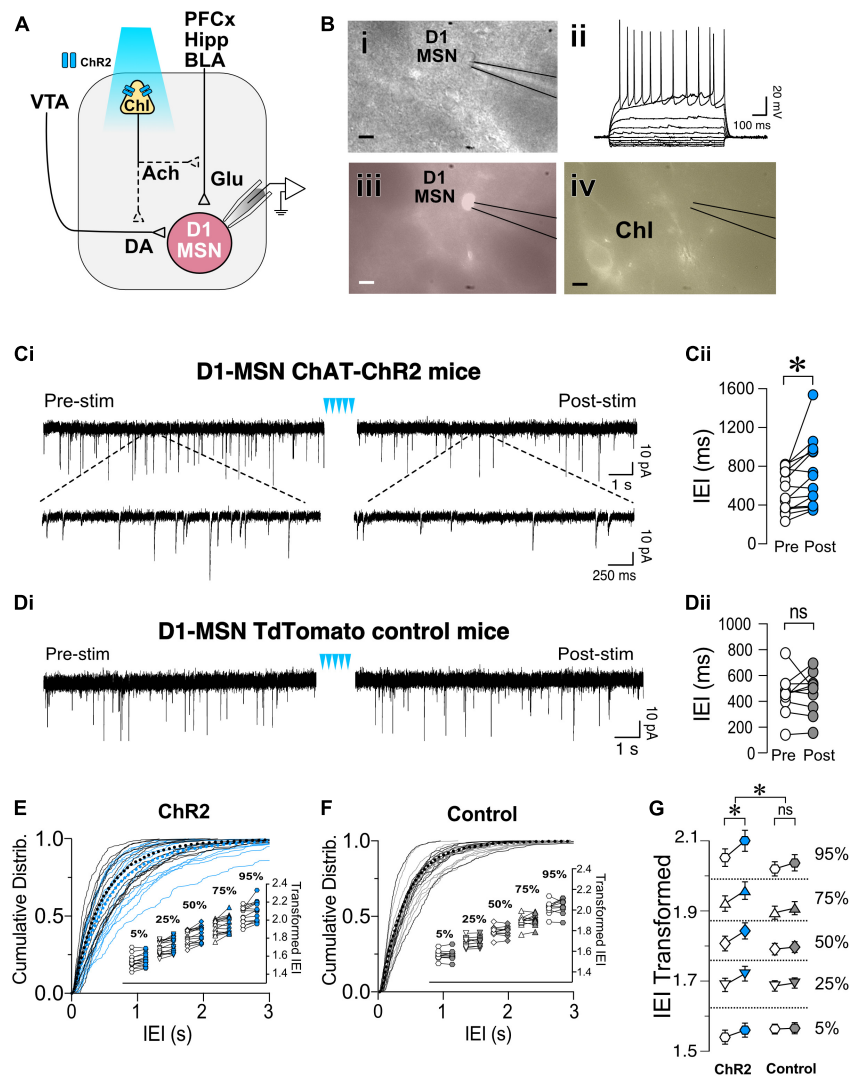 A
PFCx
Hipp
BLA
ChR2
VTA
ChI
Ach
Glu
DA
D1
MSN
B
i
D1
MSN
ii
20 mV
100 ms
iii
D1
MSN
iv
ChI
Ci
D1-MSN ChAT-ChR2 mice
Pre-stim
Post-stim
10 pA
1 s
10 pA
250 ms
Cii
*
1600
1200
800
400
0
IEI (ms)
Pre Post
Di
D1-MSN TdTomato control mice
Pre-stim
Post-stim
10 pA
1 s
Dii
ns
1000
800
600
400
200
0
IEI (ms)
Pre Post
E
ChR2
1.0
0.5
0.0
Cumulative Distrib.
0 1 2 3
IEI (s)
5%
25%
50%
75%
95%
2.4
2.2
2.0
1.8
1.6
1.4
Transformed IEI
F
Control
1.0
0.5
0.0
Cumulative Distrib.
0 1 2 3
IEI (s)
5%
25%
50%
75%
95%
2.4
2.2
2.0
1.8
1.6
1.4
Transformed IEI
G
*
* ns
2.1
1.9
1.7
1.5
IEI Transformed
95%
75%
50%
25%
5%
ChR2 Control